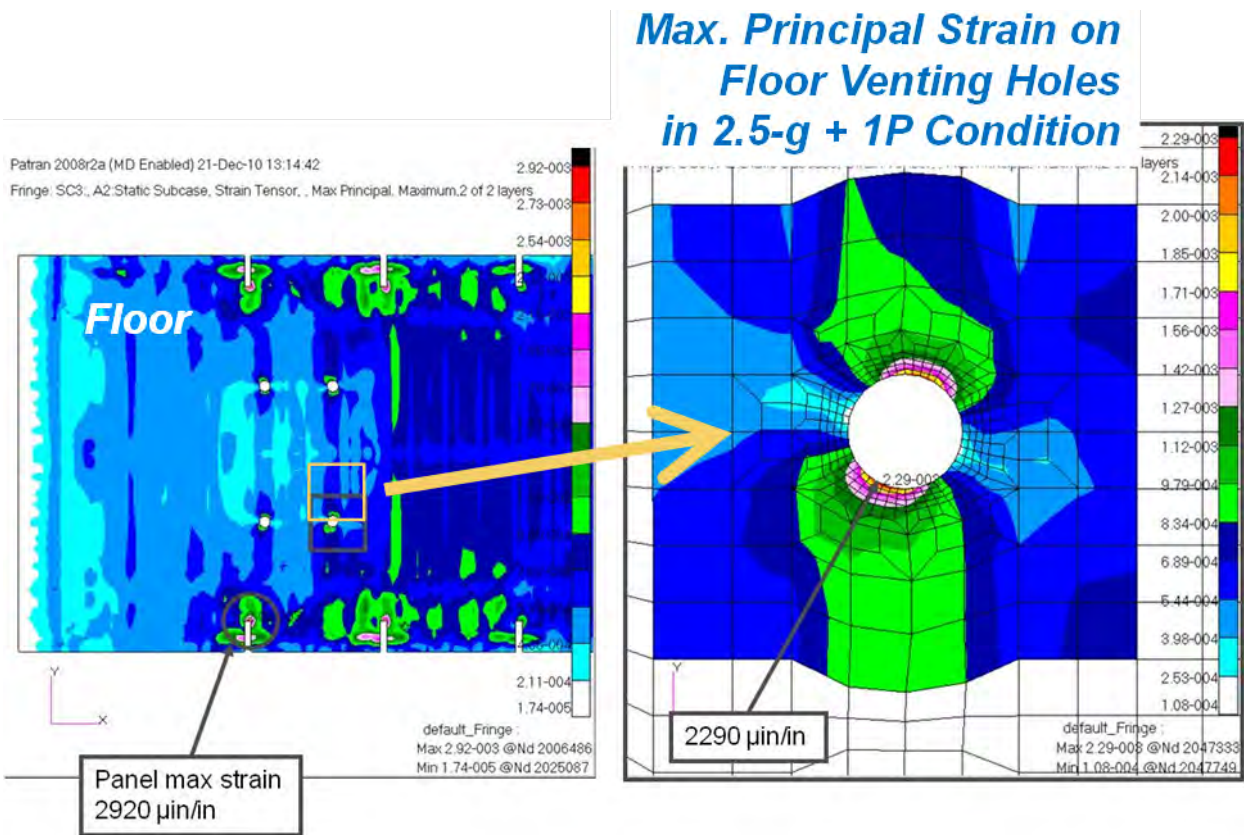 Max. Principal Strain on
Floor Venting Holes
in 2.5-g + 1P Condition
Patran 2008r2a (MD Enabled) 21-Dec-10 13:14:42
Fringe: SC3:, A2:Static Subcase, Strain Tensor, , Max Principal. Maximum,2 of 2 layers
2.92-003
2.73-003
2.54-003
2.11-004
1.74-005
Floor
Y
X
default_Fringe :
Max 2.92-003 @Nd 2006486
Min 1.74-005 @Nd 2025087
Panel max strain
2920 µin/in
layers
2.29-003
2.14-003
2.00-003
1.85-003
1.71-003
1.56-003
1.42-003
1.27-003
1.12-003
9.79-004
8.34-004
6.89-004
5.44-004
3.98-004
2.53-004
1.08-004
2.29-003
Y
2290 µin/in
default_Fringe :
Max 2.29-003 @Nd 2047333
Min 1.08-004 @Nd 2047749